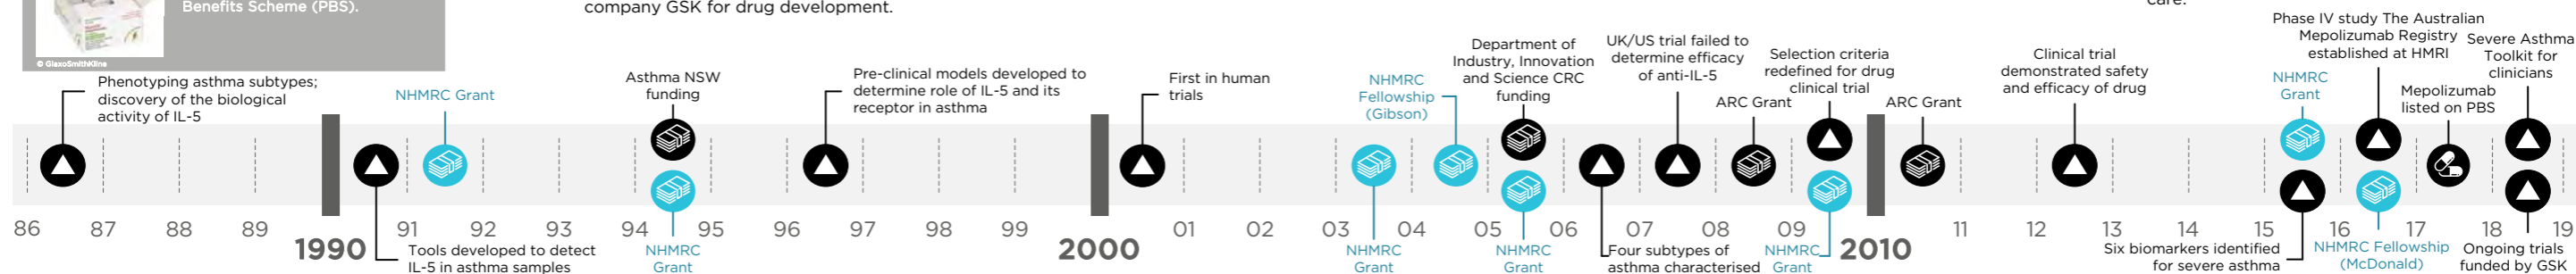 Benefits Scheme (PBS).
© GlaxoSmithKline
company GSK for drug development.
care.
Phenotyping asthma subtypes;
discovery of the biological
activity of IL-5
NHMRC Grant
Asthma NSW
funding
Pre-clinical models developed to
determine role of IL-5 and its
receptor in asthma
First in human
trials
NHMRC
Fellowship
(Gibson)
Department of
Industry, Innovation
and Science CRC
funding
UK/US trial failed to
determine efficacy
of anti-IL-5
ARC Grant
Selection criteria
redefined for drug
clinical trial
ARC Grant
Clinical trial
demonstrated safety
and efficacy of drug
NHMRC
Grant
Phase IV study The Australian
Mepolizumab Registry
established at HMRI
Mepolizumab
listed on PBS
Severe Asthma
Toolkit for
clinicians
86 87 88 89 1990 91 92 93 94 95 96 97 98 99 2000 01 02 03 04 05 06 07 08 09 2010 11 12 13 14 15 16 17 18 19
Tools developed to detect
IL-5 in asthma samples
NHMRC
Grant
NHMRC
Grant
NHMRC
Grant
Four subtypes of
asthma characterised
NHMRC
Grant
Six biomarkers identified
for severe asthma
NHMRC Fellowship
(McDonald)
Ongoing trials
funded by GSK